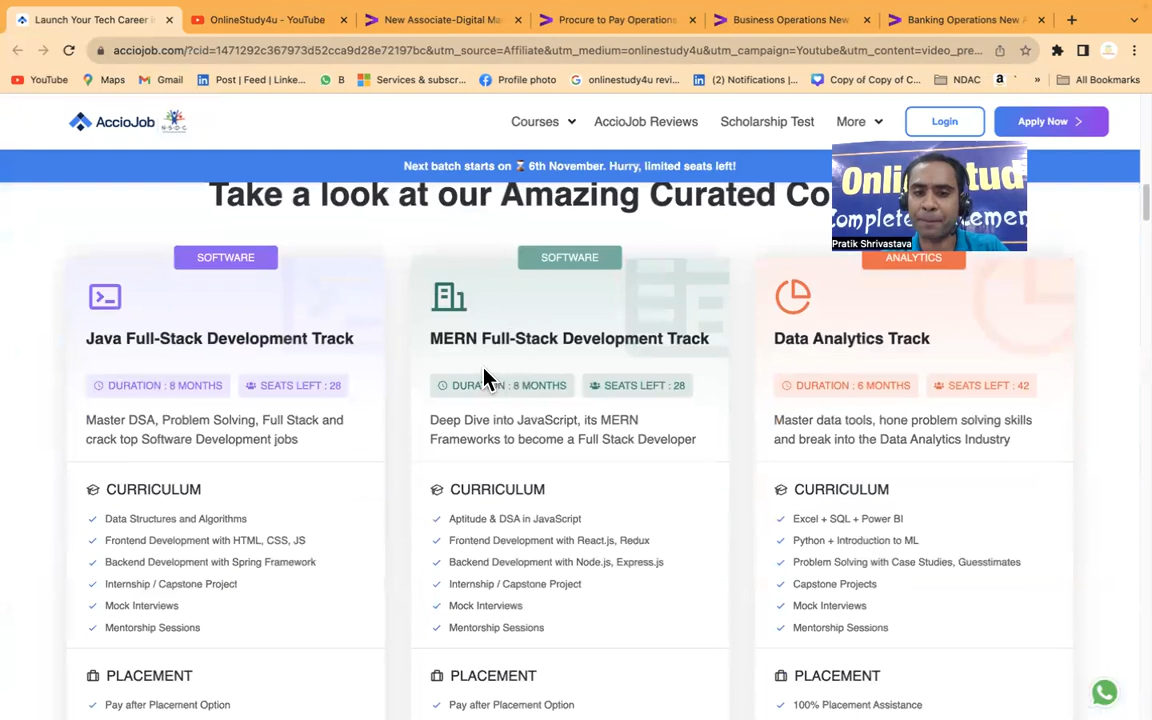 Launch Your Tech Career i
OnlineStudy4u - YouTube
New Associate-Digital Ma
Procure to Pay Operations
Business Operations New
Banking Operations New A
acciojob.com/?cid=1471292c367973d52cca9d28e72197bc&utm_source=Affiliate&utm_medium=onlinestudy4u&utm_campaign=Youtube&utm_content=video_pre...
YouTube
Maps
Gmail
Post | Feed | Linke...
B
Services & subscr...
Profile photo
onlinestudy4u revi...
(2) Notifications |...
Copy of Copy of C...
NDAC
»
All Bookmarks
AccioJob
N·S·D·C
Courses
AccioJob Reviews
Scholarship Test
More
Login
Apply Now
Next batch starts on ⏳ 6th November. Hurry, limited seats left!
Take a look at our Amazing Curated Co
Onli Stud
Complete ement
Pratik Shrivastava
SOFTWARE
Java Full-Stack Development Track
DURATION : 8 MONTHS
SEATS LEFT : 28
Master DSA, Problem Solving, Full Stack and
crack top Software Development jobs
CURRICULUM
Data Structures and Algorithms
Frontend Development with HTML, CSS, JS
Backend Development with Spring Framework
Internship / Capstone Project
Mock Interviews
Mentorship Sessions
PLACEMENT
Pay after Placement Option
SOFTWARE
MERN Full-Stack Development Track
DURATION : 8 MONTHS
SEATS LEFT : 28
Deep Dive into JavaScript, its MERN
Frameworks to become a Full Stack Developer
CURRICULUM
Aptitude & DSA in JavaScript
Frontend Development with React.js, Redux
Backend Development with Node.js, Express.js
Internship / Capstone Project
Mock Interviews
Mentorship Sessions
PLACEMENT
Pay after Placement Option
ANALYTICS
Data Analytics Track
DURATION : 6 MONTHS
SEATS LEFT : 42
Master data tools, hone problem solving skills
and break into the Data Analytics Industry
CURRICULUM
Excel + SQL + Power BI
Python + Introduction to ML
Problem Solving with Case Studies, Guesstimates
Capstone Projects
Mock Interviews
Mentorship Sessions
PLACEMENT
100% Placement Assistance